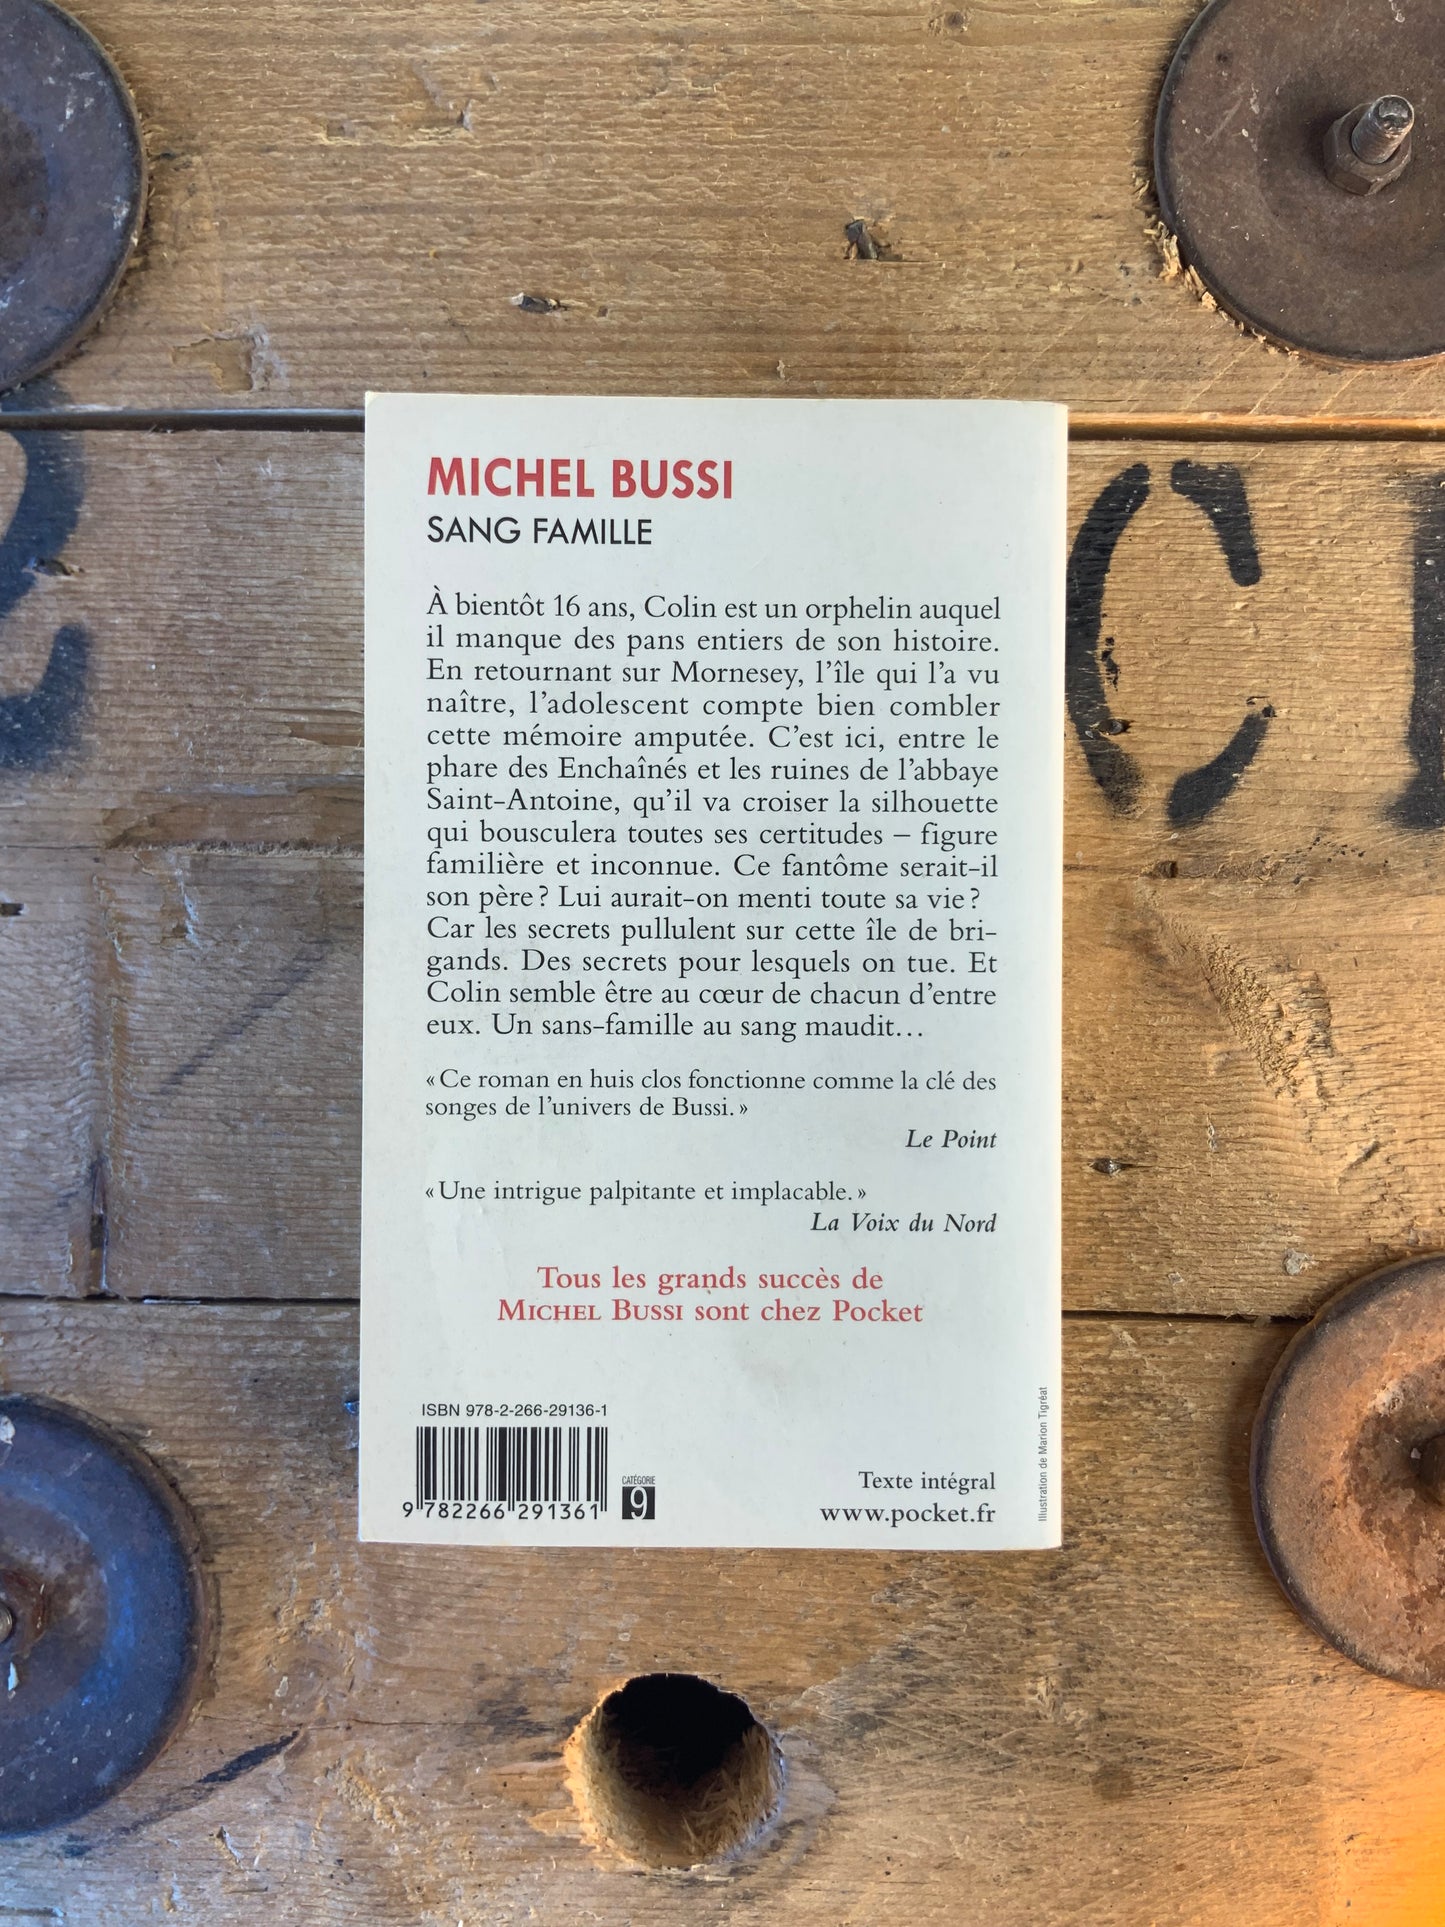 MICHEL BUSSI
SANG FAMILLE
À bientôt 16 ans, Colin est un orphelin auquel
il manque des pans entiers de son histoire.
En retournant sur Mornesey, l'île qui l'a vu
naître, l'adolescent compte bien combler
cette mémoire amputée. C'est ici, entre le
phare des Enchaînés et les ruines de l'abbaye
Saint-Antoine, qu'il va croiser la silhouette
qui bousculera toutes ses certitudes – figure
familière et inconnue. Ce fantôme serait-il
son père ? Lui aurait-on menti toute sa vie ?
Car les secrets pullulent sur cette île de bri-
gands. Des secrets pour lesquels on tue. Et
Colin semble être au cœur de chacun d'entre
eux. Un sans-famille au sang maudit…
« Ce roman en huis clos fonctionne comme la clé des
songes de l'univers de Bussi. »
Le Point
« Une intrigue palpitante et implacable. »
La Voix du Nord
Tous les grands succès de
MICHEL BUSSI sont chez Pocket
ISBN 978-2-266-29136-1
9 782266 291361
CATÉGORIE
9
Texte intégral
www.pocket.fr
Illustration de Marion Tigréat
C